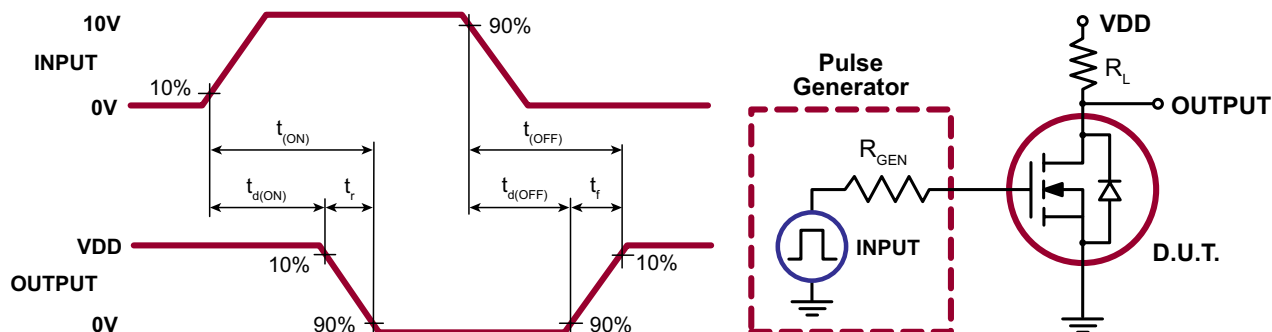 10V
INPUT
0V
10%
90%
t(ON)
t(OFF)
td(ON)
tr
td(OFF)
tf
VDD
OUTPUT
0V
10%
90%
90%
10%
Pulse
Generator
RGEN
INPUT
VDD
RL
OUTPUT
D.U.T.